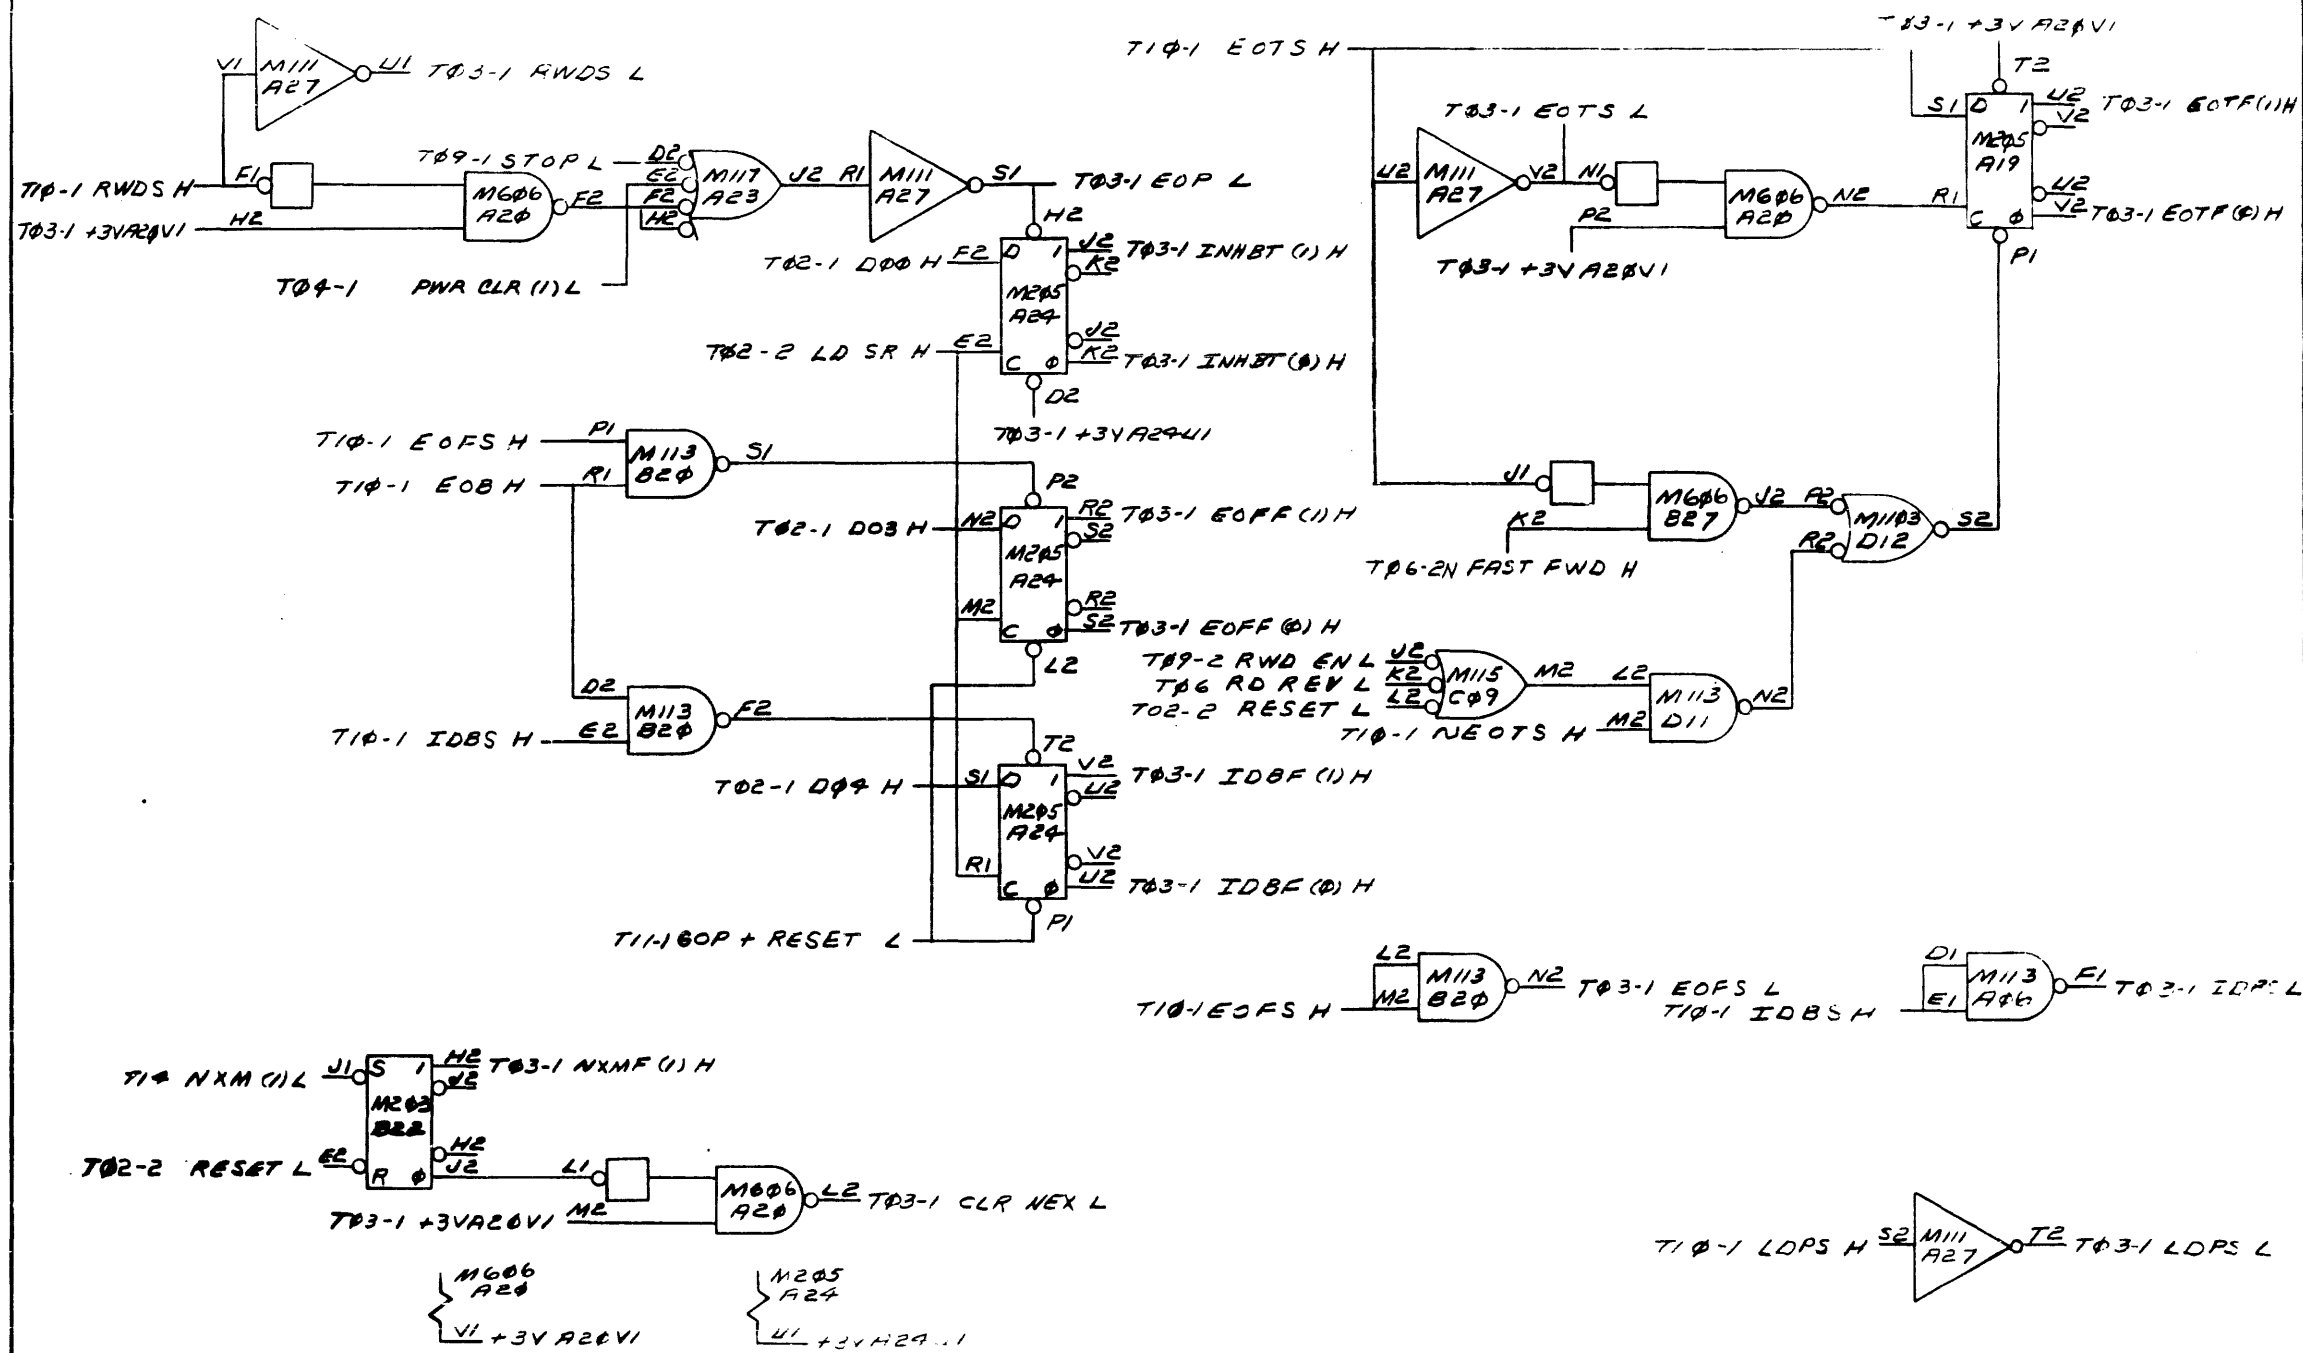 V1
M111
A27
U1
TØ3-1 RWDS L
T1Ø-1 RWDS H
F1
TØ3-1 +3VA2ØV1
H2
M6Ø6
A2Ø
F2
TØ9-1 STOP L
D2
E2
F2
H2
M117
A23
J2
R1
M111
A27
S1
TØ3-1 EOP L
TØ4-1 PWR CLR (1) L
H2
TØ2-1 DØØ H
F2
D 1
M2Ø5
A24
C Ø
J2
K2
TØ3-1 INHBT (1) H
J2
K2
TØ3-1 INHBT (Ø) H
TØ2-2 LD SR H
E2
D2
TØ3-1 +3V A24U1
T1Ø-1 EOFS H
P1
T1Ø-1 EOB H
R1
M113
B2Ø
S1
P2
TØ2-1 DO3 H
N2
D 1
M2Ø5
A24
C Ø
M2
R2
S2
TØ3-1 EOFF (1) H
R2
S2
TØ3-1 EOFF (Ø) H
L2
D2
T1Ø-1 IDBS H
E2
M113
B2Ø
F2
T2
TØ2-1 DØ4 H
S1
D 1
M2Ø5
A24
C Ø
R1
V2
U2
TØ3-1 IDBF (1) H
V2
U2
TØ3-1 IDBF (Ø) H
P1
+ RESET L
T1Ø-1 EOTS H
+3V A2ØV1
T2
S1
D 1
M2Ø5
A19
C Ø
U2
V2
TØ3-1 EOTF(1)H
U2
V2
TØ3-1 EOTF(Ø) H
R1
P1
TØ3-1 EOTS L
U2
M111
A27
V2
N1
P2
M6Ø6
A2Ø
N2
TØ3-1 +3V A2ØV1
J1
K2
M6Ø6
B27
J2
P2
R2
M11Ø3
D12
S2
TØ6-2N FAST FWD H
TØ9-2 RWD EN L
J2
TØ6 RD REV L
K2
TO2-2 RESET L
L2
M115
CØ9
M2
L2
T1Ø-1 NEOTS H
M2
M113
D11
N2
T1Ø-1 EOFS H
L2
M2
M113
B2Ø
N2
TØ3-1 EOFS L
T1Ø-1 IDBS H
D1
E1
M113
AØ6
F1
T14 NXM (1) L
J1
S 1
M2Ø3
B22
R Ø
H2
J2
TØ3-1 NXMF (1) H
H2
J2
TØ2-2 RESET L
E2
L1
TØ3-1 +3VA2ØV1
M2
M6Ø6
A2Ø
L2
TØ3-1 CLR NEX L
T1Ø-1 LDPS H
S2
M111
A27
T2
TØ3-1 LDPS L
M6Ø6
A2Ø
V1
+3V A2ØV1
M2Ø5
A24
U1